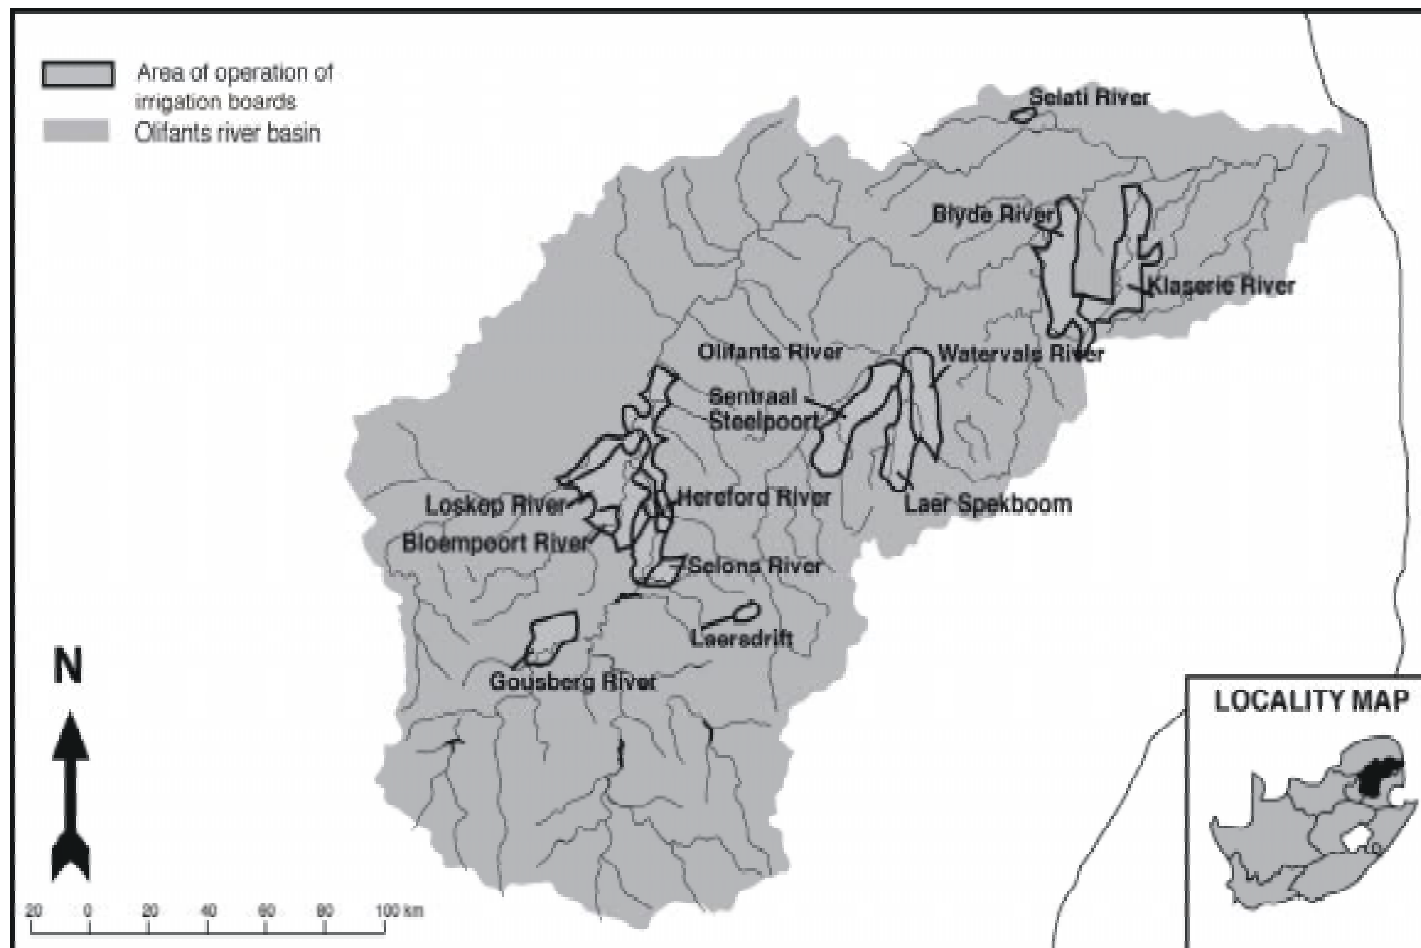 Area of operation of
irrigation boards
Olifants river basin
Selati River
Blyde River
Klaserie River
Olifants River
Watervals River
Sentraal
Steelpoort
Loskop River
Hereford River
Laer Spekboom
Bloempoort River
Selons River
Laersdrift
Gousberg River
N
LOCALITY MAP
20 0 20 40 60 80 100 km